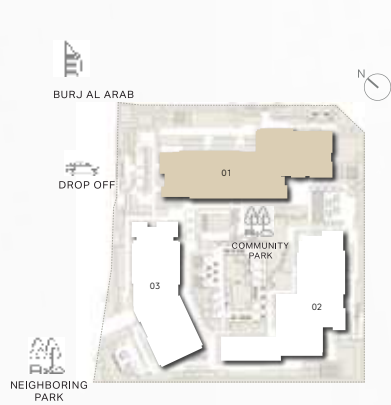 N
BURJ AL ARAB
DROP OFF
01
COMMUNITY
PARK
03
02
NEIGHBORING
PARK